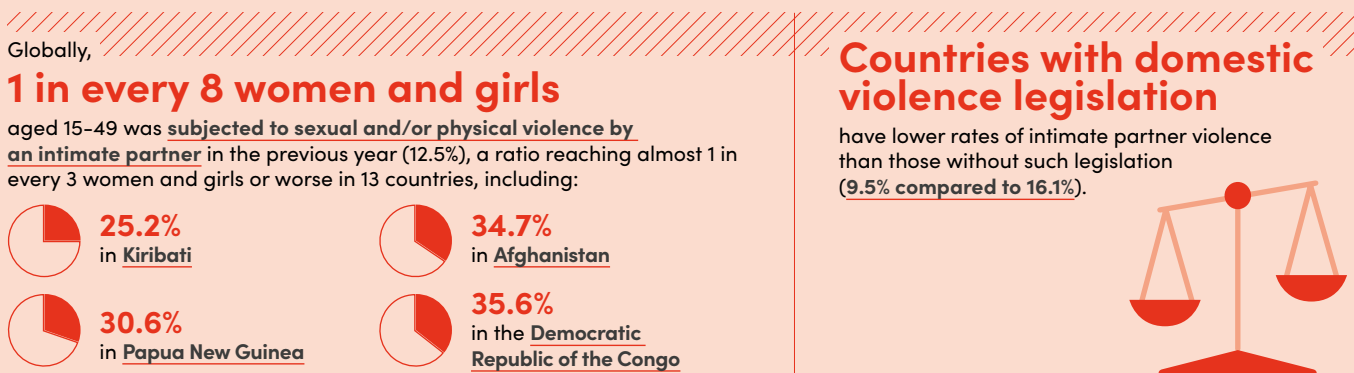 Globally,
1 in every 8 women and girls
aged 15-49 was subjected to sexual and/or physical violence by
an intimate partner in the previous year (12.5%), a ratio reaching almost 1 in
every 3 women and girls or worse in 13 countries, including:
25.2%
in Kiribati
34.7%
in Afghanistan
30.6%
in Papua New Guinea
35.6%
in the Democratic
Republic of the Congo
Countries with domestic
violence legislation
have lower rates of intimate partner violence
than those without such legislation
(9.5% compared to 16.1%).